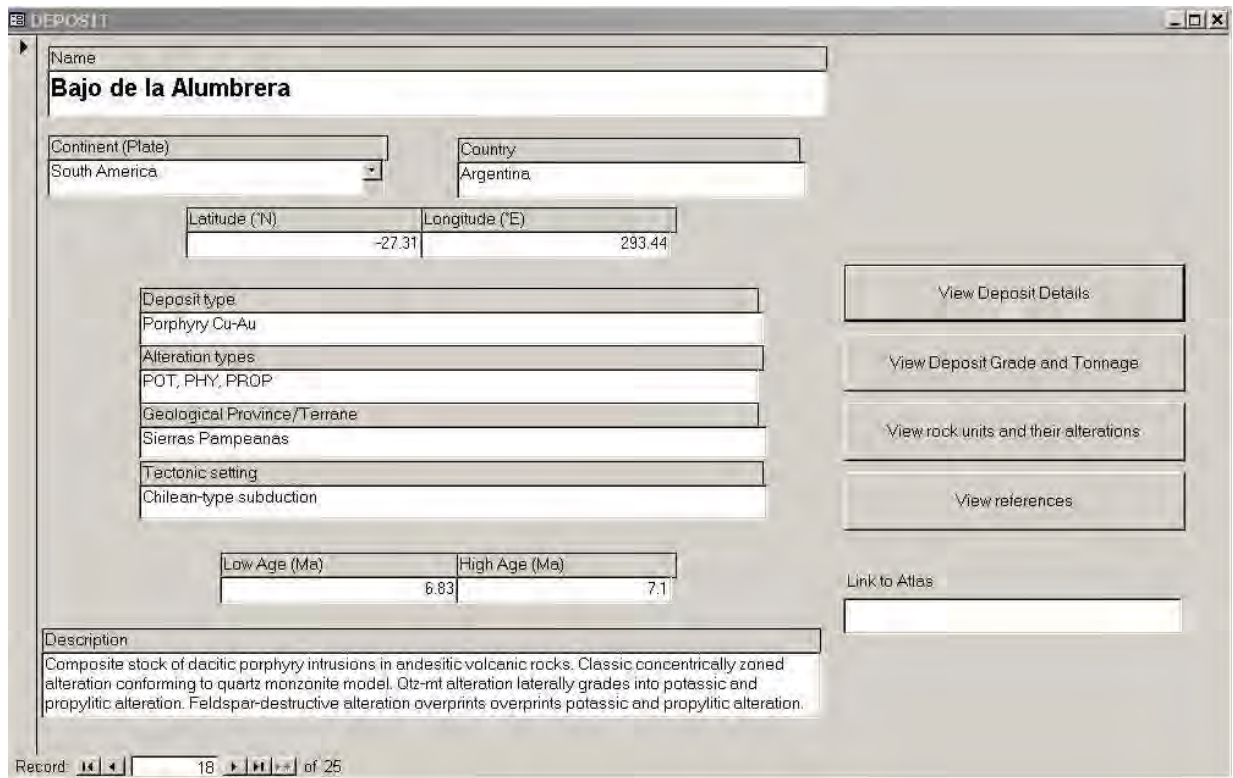 DEPOSIT
Name
Bajo de la Alumbrera
Continent (Plate)
Country
South America
Argentina
Latitude (°N)
Longitude (°E)
-27.31
293.44
Deposit type
Porphyry Cu-Au
Alteration types
POT, PHY, PROP
Geological Province/Terrane
Sierras Pampeanas
Tectonic setting
Chilean-type subduction
Low Age (Ma)
High Age (Ma)
6.83
7.1
Description
Composite stock of dacitic porphyry intrusions in andesitic volcanic rocks. Classic concentrically zoned
alteration conforming to quartz monzonite model. Qtz-mt alteration laterally grades into potassic and
propylitic alteration. Feldspar-destructive alteration overprints overprints potassic and propylitic alteration.
View Deposit Details
View Deposit Grade and Tonnage
View rock units and their alterations
View references
Link to Atlas
Record: 18 of 25